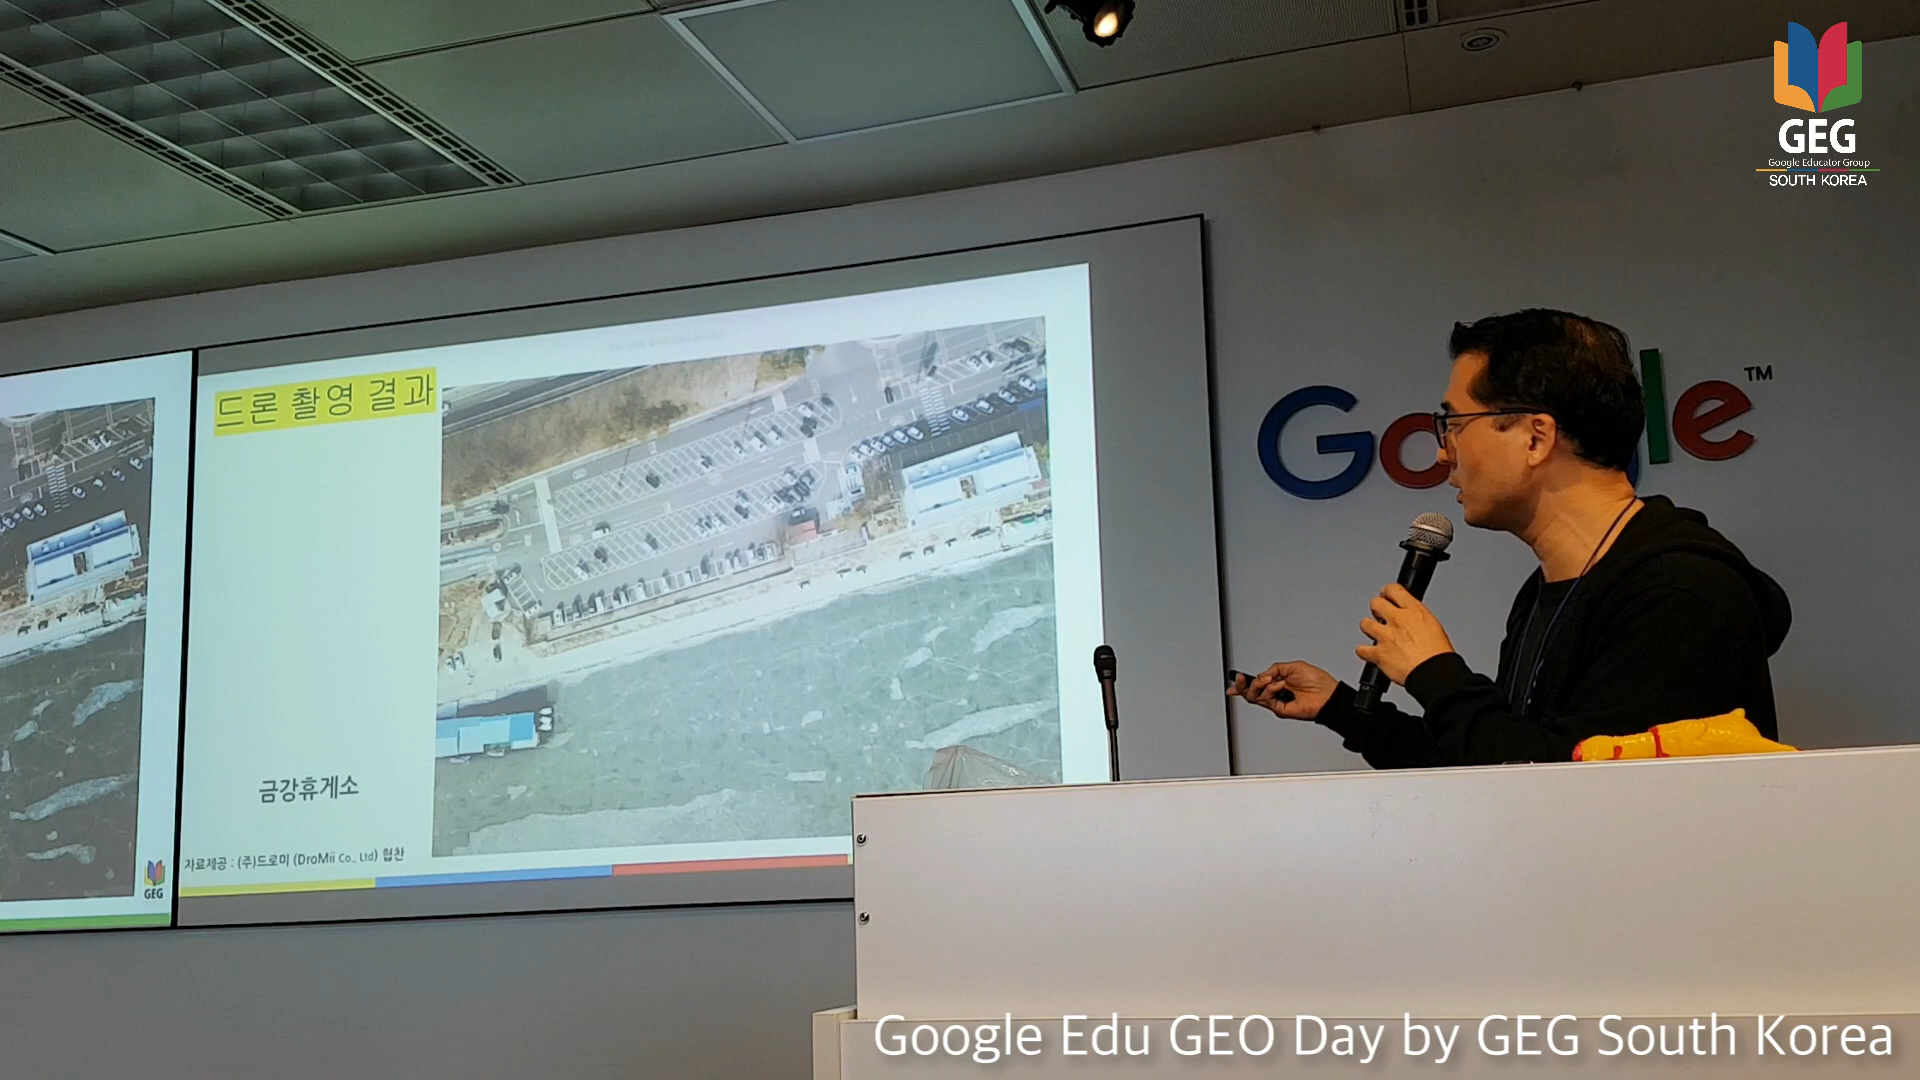 GEG
Google Educator Group
SOUTH KOREA
드론 촬영 결과
Google™
금강휴게소
자료제공 : (주)드로미 (DroMii Co., Ltd) 협찬
GEG
Google Edu GEO Day by GEG South Korea